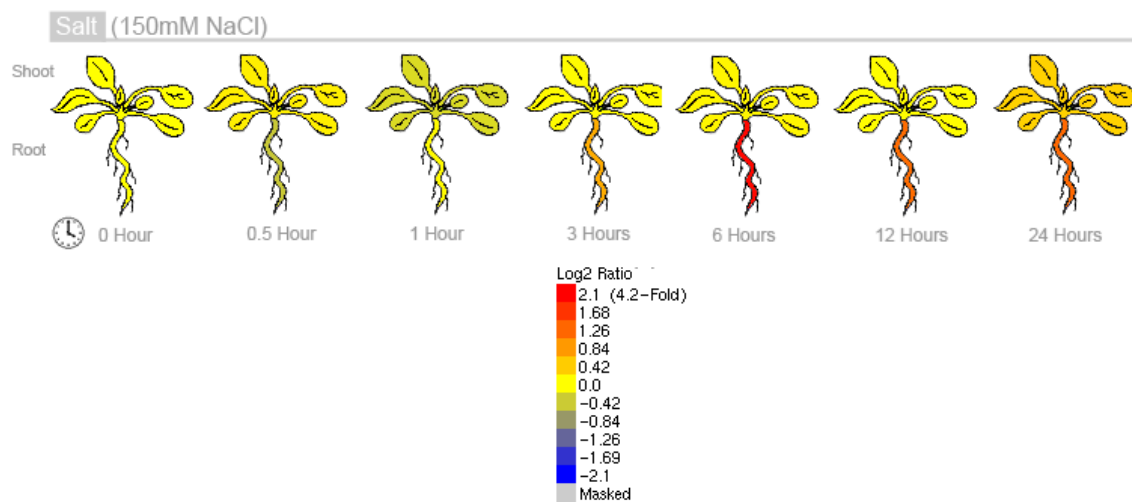 Salt (150mM NaCl)
Shoot
Root
0 Hour 0.5 Hour 1 Hour 3 Hours 6 Hours 12 Hours 24 Hours
Log2 Ratio
2.1 (4.2-Fold)
1.68
1.26
0.84
0.42
0.0
-0.42
-0.84
-1.26
-1.69
-2.1
Masked